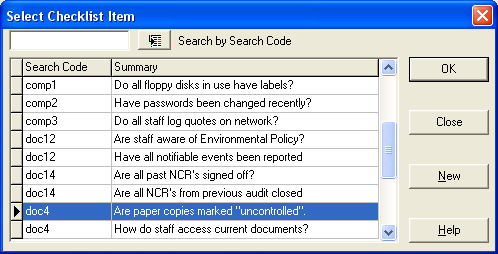 Select Checklist Item
Search by Search Code
Search Code Summary
comp1 Do all floppy disks in use have labels?
comp2 Have passwords been changed recently?
comp3 Do all staff log quotes on network?
doc12 Are staff aware of Environmental Policy?
doc12 Have all notifiable events been reported
doc14 Are all past NCR's signed off?
doc14 Are all NCR's from previous audit closed
doc4 Are paper copies marked "uncontrolled".
doc4 How do staff access current documents?
OK
Close
New
Help